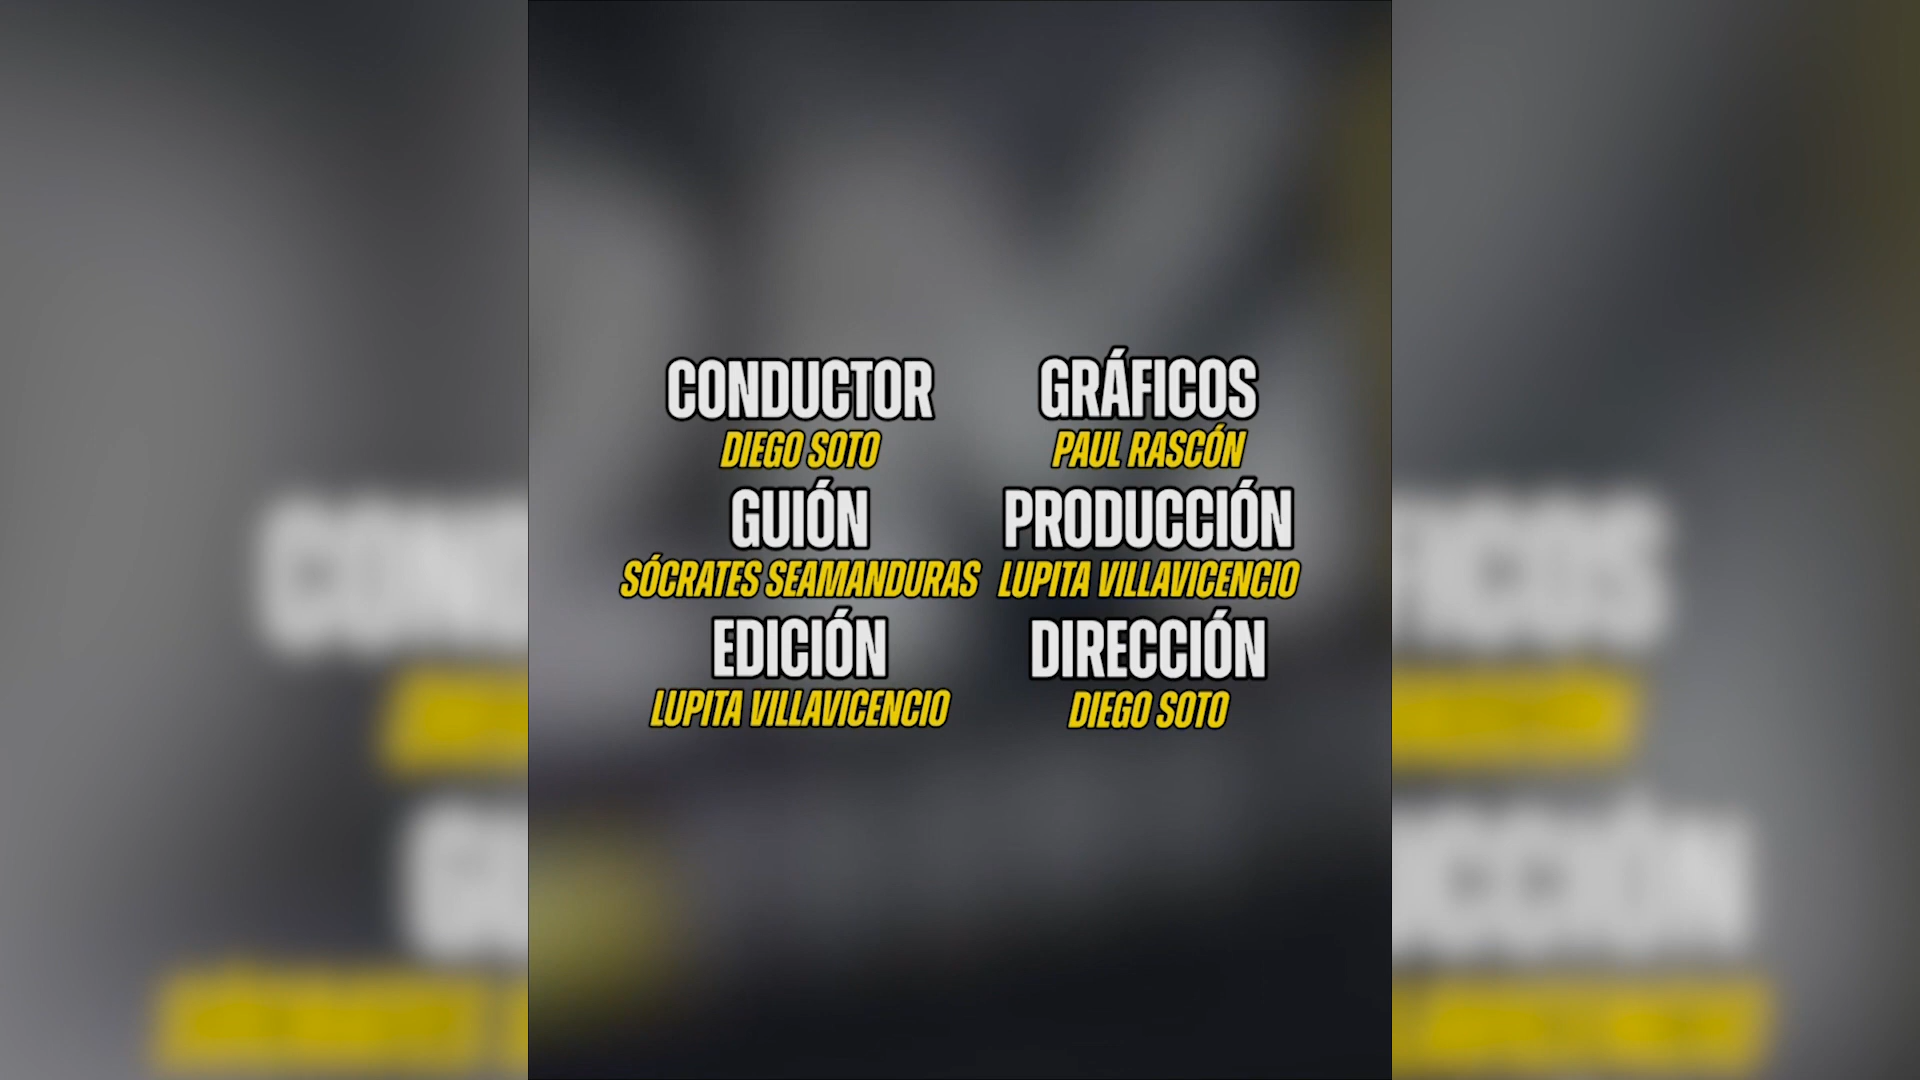 CONDUCTOR
DIEGO SOTO
GUIÓN
SÓCRATES SEAMANDURAS
EDICIÓN
LUPITA VILLAVICENCIO
GRÁFICOS
PAUL RASCÓN
PRODUCCIÓN
LUPITA VILLAVICENCIO
DIRECCIÓN
DIEGO SOTO